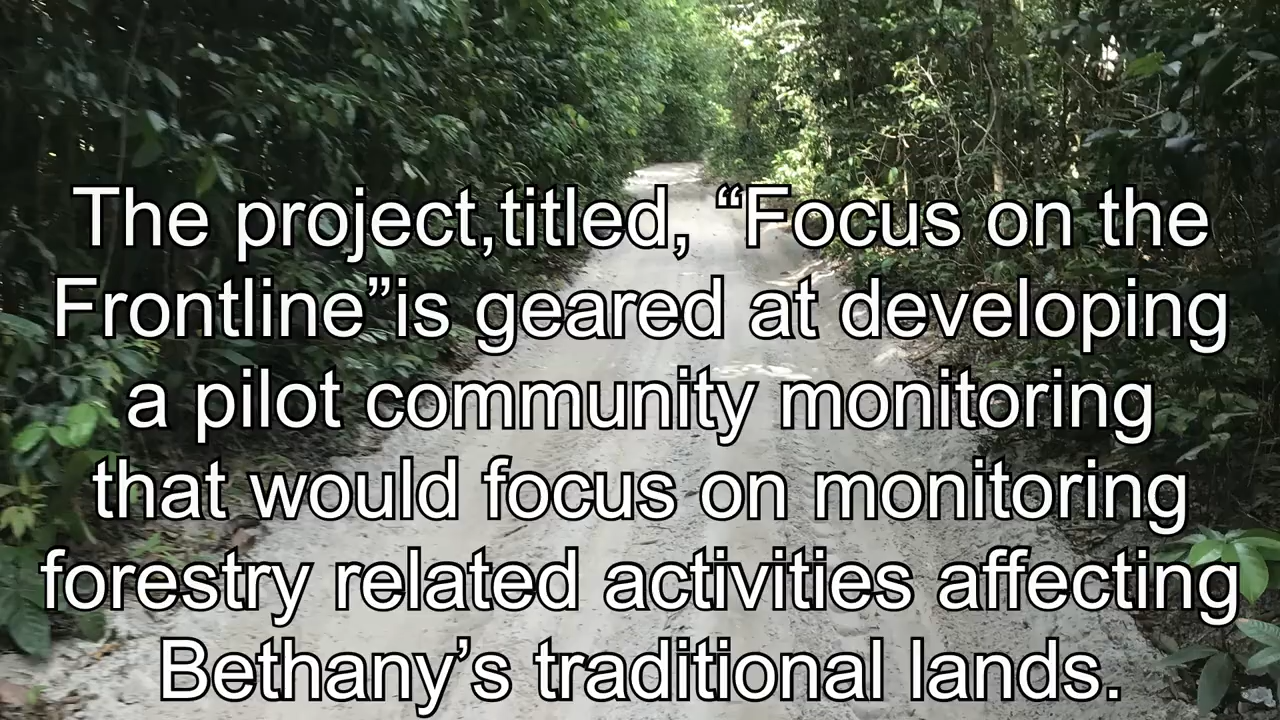 The project,titled, “Focus on the
Frontline”is geared at developing
a pilot community monitoring
that would focus on monitoring
forestry related activities affecting
Bethany’s traditional lands.